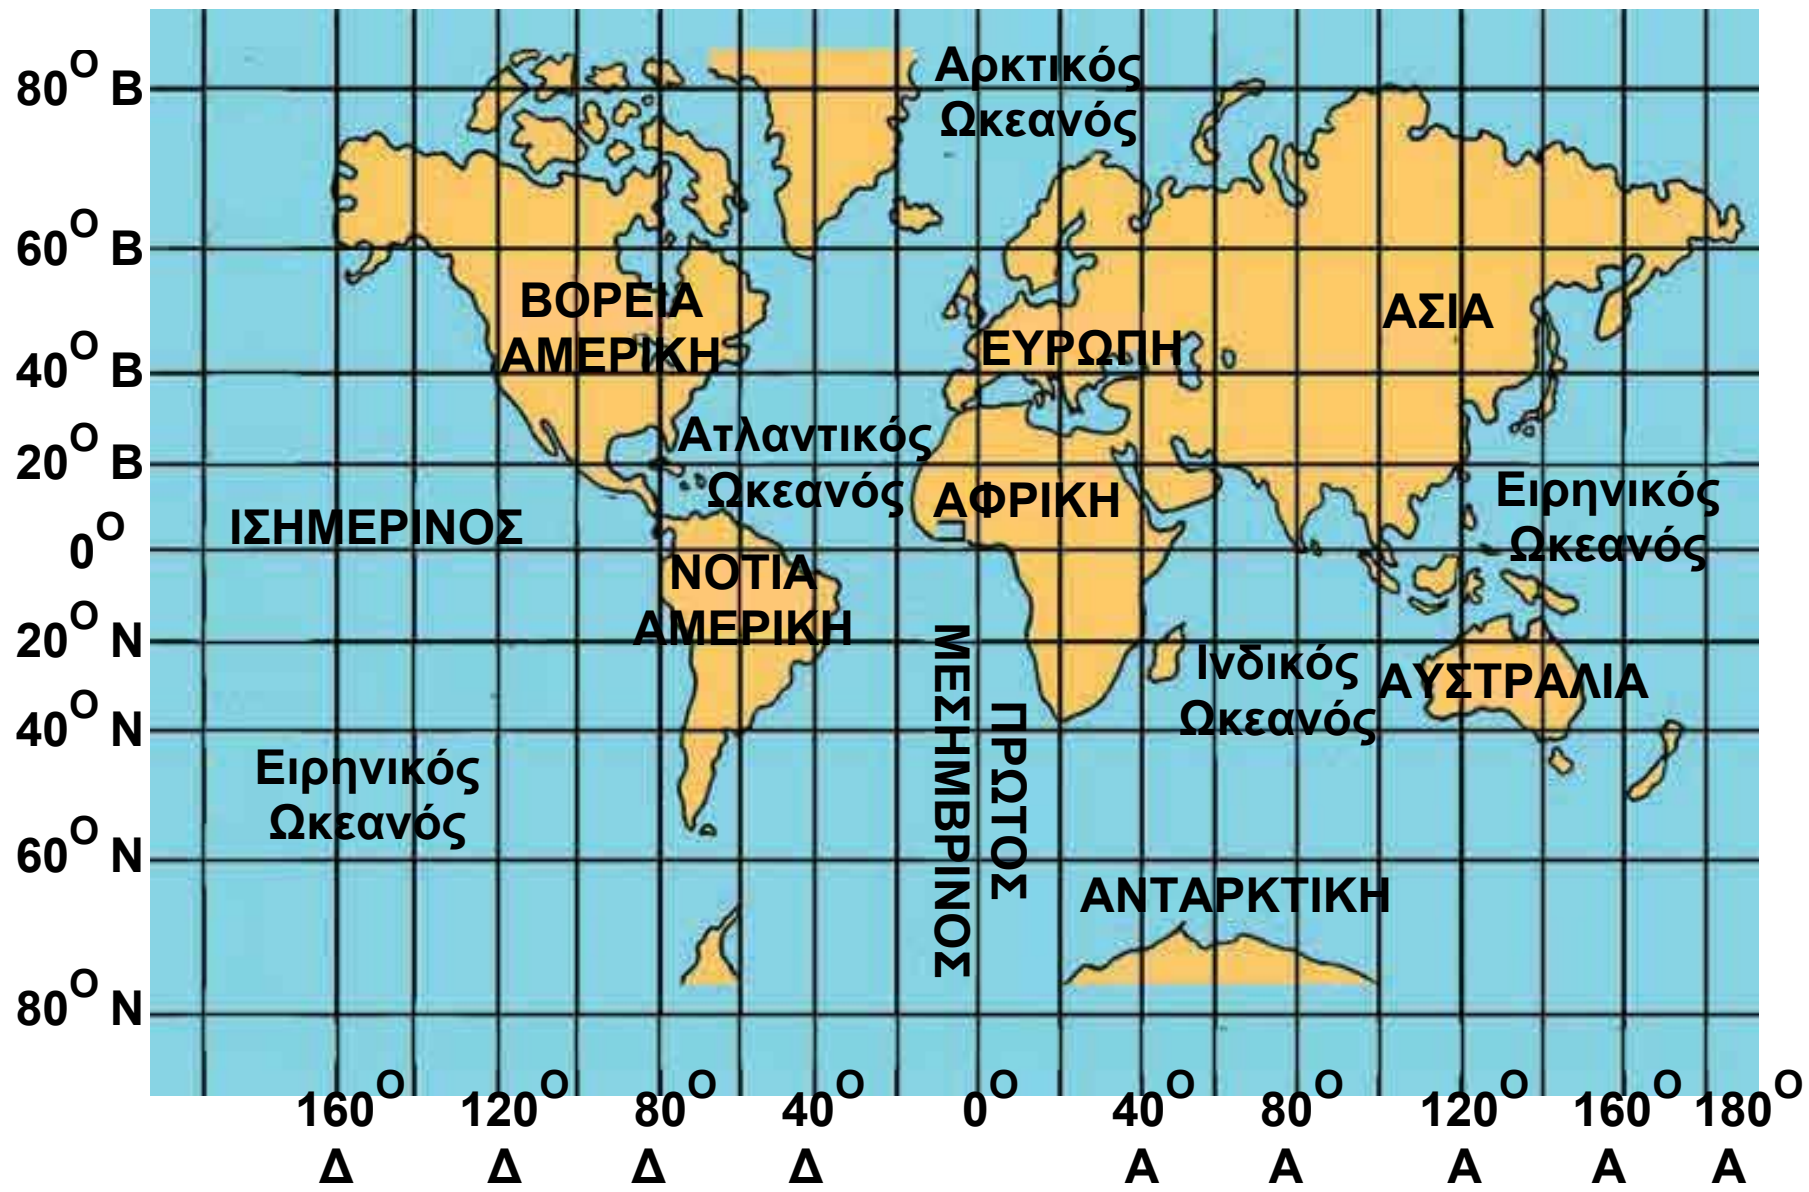 80° Β
60° Β
40° Β
20° Β
0°
20° Ν
40° Ν
60° Ν
80° Ν
Αρκτικός
Ωκεανός
ΒΟΡΕΙΑ
ΑΜΕΡΙΚΗ
ΕΥΡΩΠΗ
ΑΣΙΑ
Ατλαντικός
Ωκεανός
ΑΦΡΙΚΗ
Ειρηνικός
Ωκεανός
ΙΣΗΜΕΡΙΝΟΣ
ΝΟΤΙΑ
ΑΜΕΡΙΚΗ
Ινδικός
Ωκεανός
ΑΥΣΤΡΑΛΙΑ
ΠΡΩΤΟΣ
ΜΕΣΗΜΒΡΙΝΟΣ
Ειρηνικός
Ωκεανός
ΑΝΤΑΡΚΤΙΚΗ
160° 120° 80° 40° 0° 40° 80° 120° 160° 180°
Δ Δ Δ Δ Α Α Α Α Α